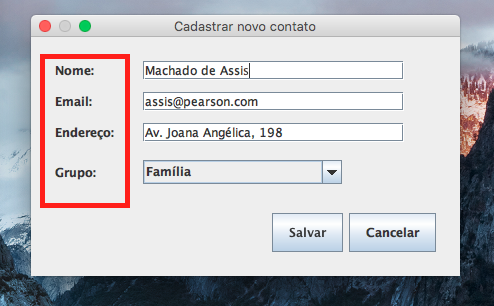 Cadastrar novo contato
Nome: Machado de Assis
Email: assis@pearson.com
Endereço: Av. Joana Angélica, 198
Grupo: Família
Salvar Cancelar